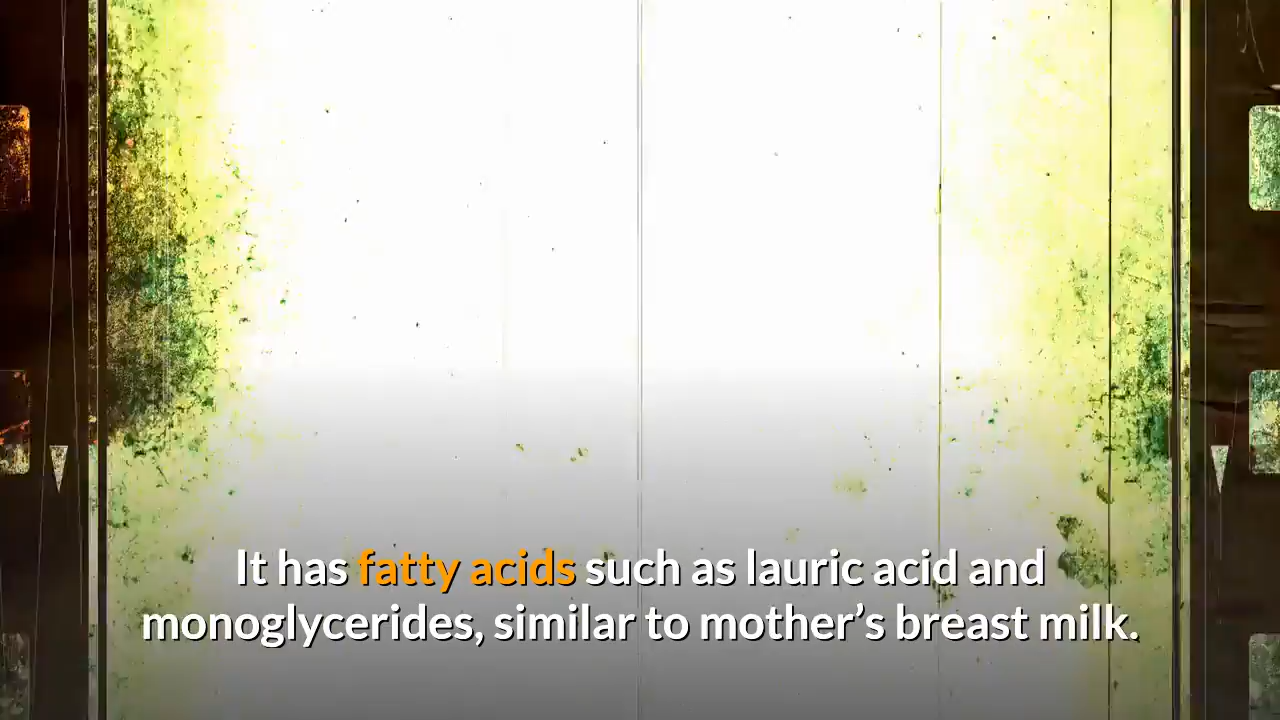 It has fatty acids such as lauric acid and
monoglycerides, similar to mother’s breast milk.